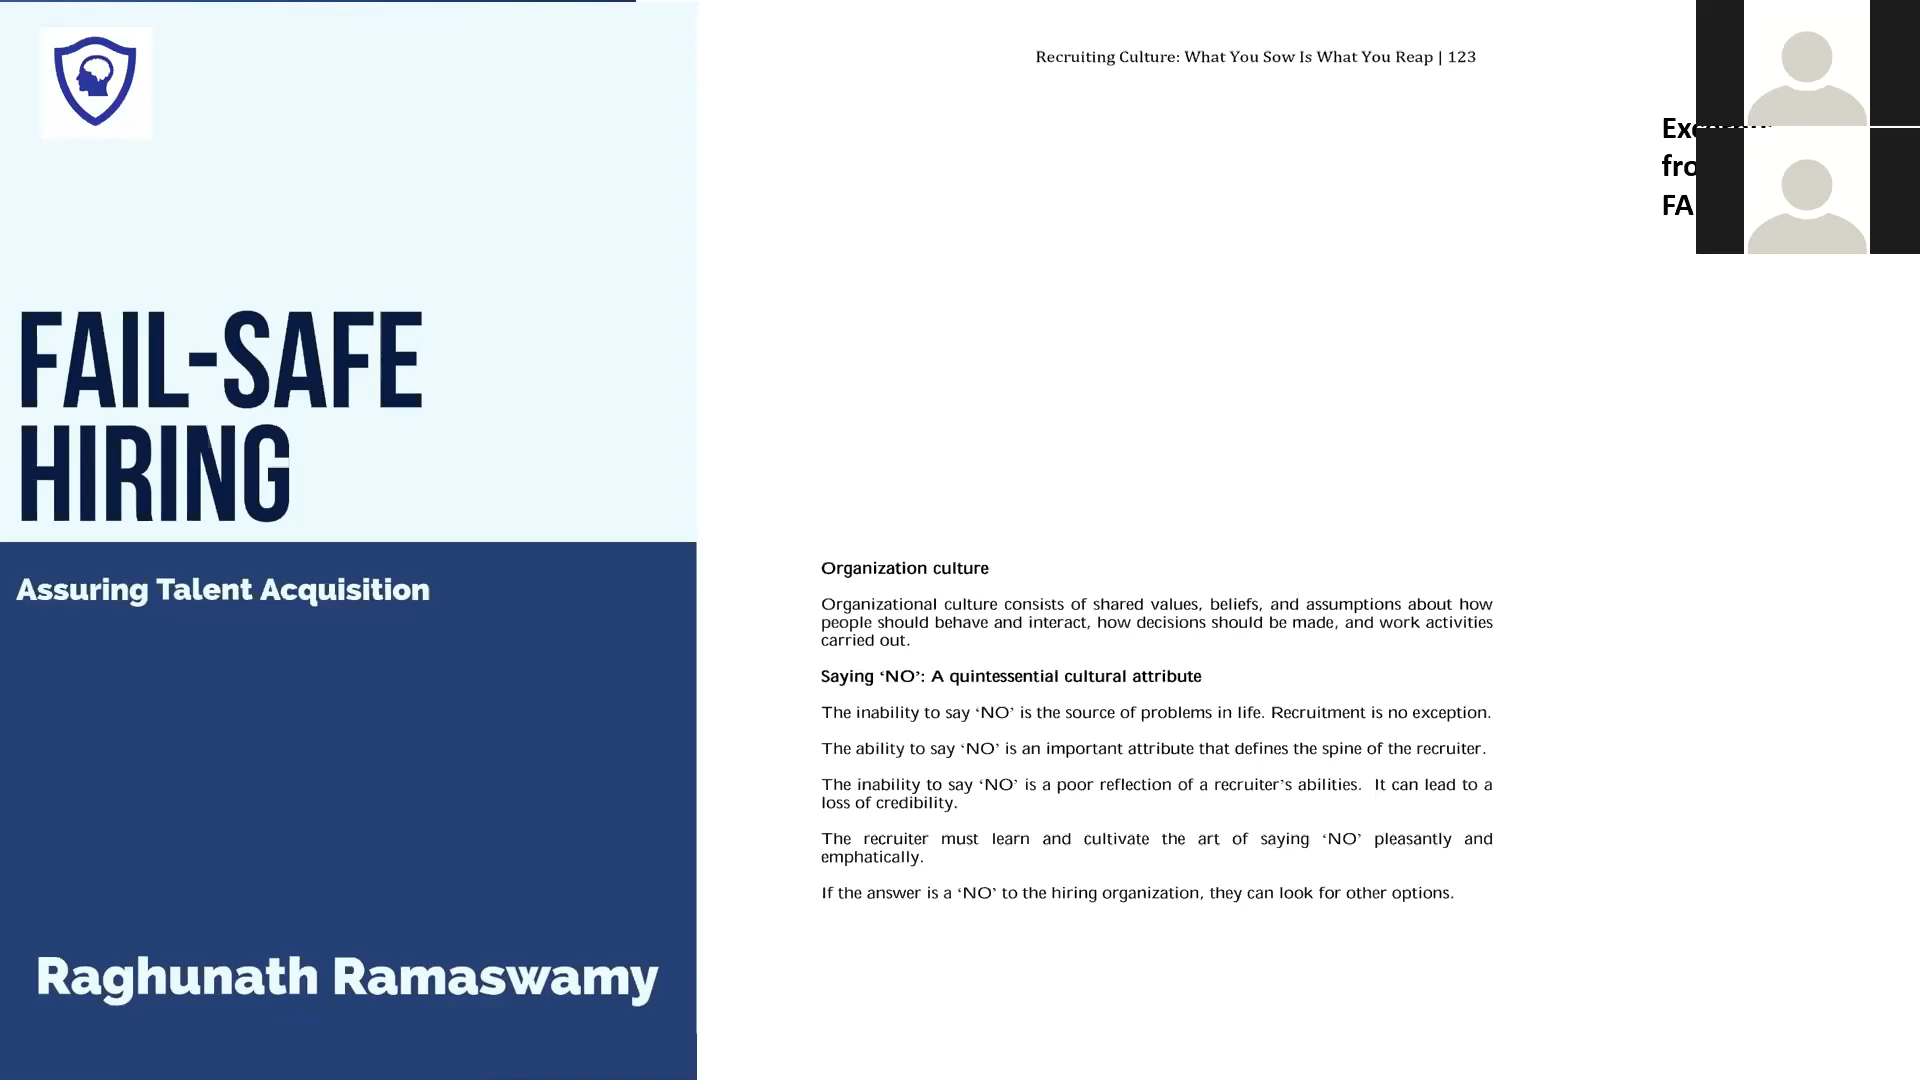 FAIL-SAFE
HIRING
Assuring Talent Acquisition
Raghunath Ramaswamy
Recruiting Culture: What You Sow Is What You Reap | 123
Organization culture
Organizational culture consists of shared values, beliefs, and assumptions about how
people should behave and interact, how decisions should be made, and work activities
carried out.
Saying ‘NO’: A quintessential cultural attribute
The inability to say ‘NO’ is the source of problems in life. Recruitment is no exception.
The ability to say ‘NO’ is an important attribute that defines the spine of the recruiter.
The inability to say ‘NO’ is a poor reflection of a recruiter’s abilities.  It can lead to a
loss of credibility.
The recruiter must learn and cultivate the art of saying ‘NO’ pleasantly and
emphatically.
If the answer is a ‘NO’ to the hiring organization, they can look for other options.